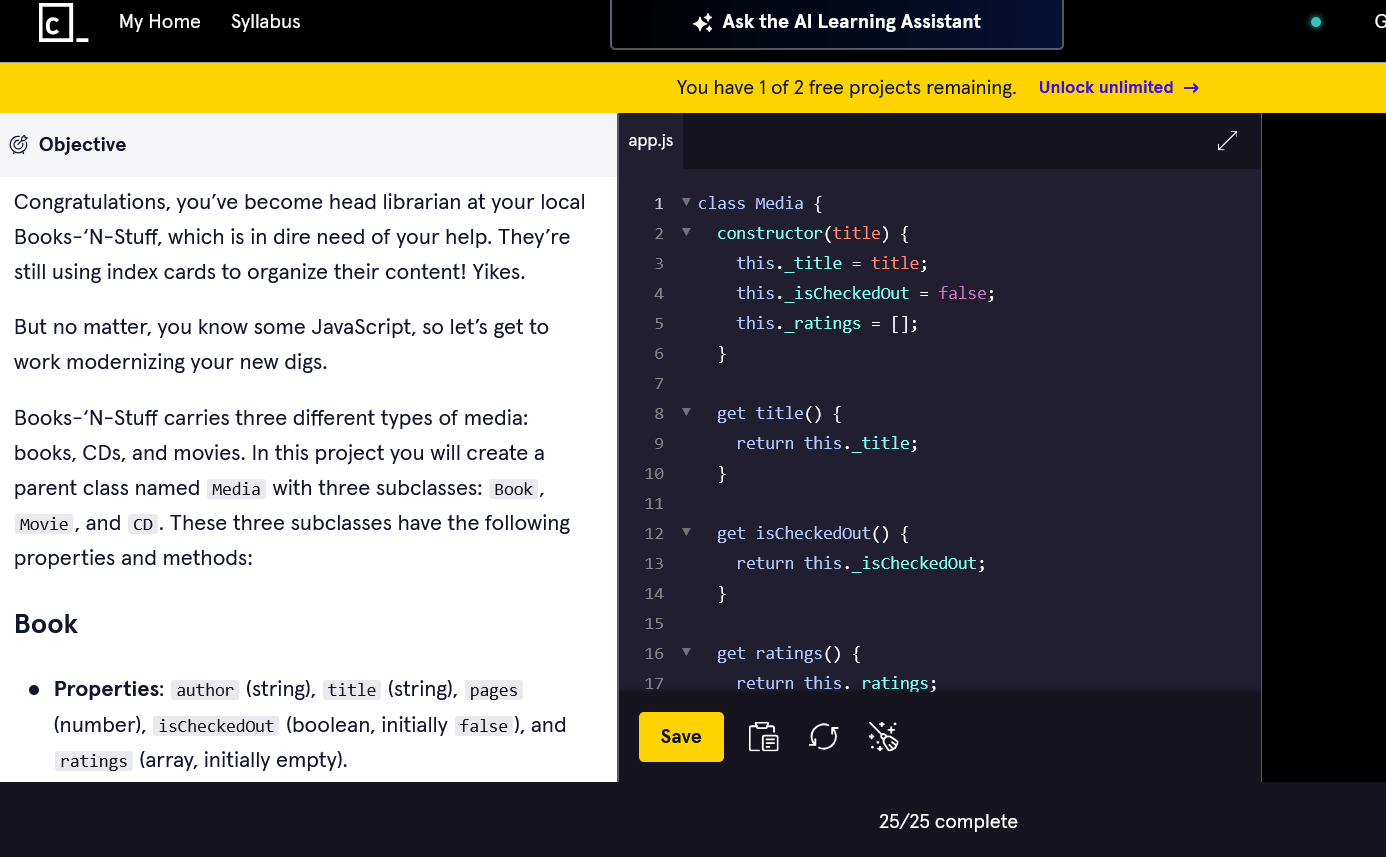 My Home Syllabus Ask the AI Learning Assistant G
You have 1 of 2 free projects remaining. Unlock unlimited →
Objective
Congratulations, you’ve become head librarian at your local
Books-‘N-Stuff, which is in dire need of your help. They’re
still using index cards to organize their content! Yikes.
But no matter, you know some JavaScript, so let’s get to
work modernizing your new digs.
Books-‘N-Stuff carries three different types of media:
books, CDs, and movies. In this project you will create a
parent class named Media with three subclasses: Book,
Movie, and CD. These three subclasses have the following
properties and methods:
Book
Properties: author (string), title (string), pages
(number), isCheckedOut (boolean, initially false), and
ratings (array, initially empty).
app.js
1 class Media {
2 constructor(title) {
3 this._title = title;
4 this._isCheckedOut = false;
5 this._ratings = [];
6 }
7
8 get title() {
9 return this._title;
10 }
11
12 get isCheckedOut() {
13 return this._isCheckedOut;
14 }
15
16 get ratings() {
17 return this._ratings;
Save
25/25 complete